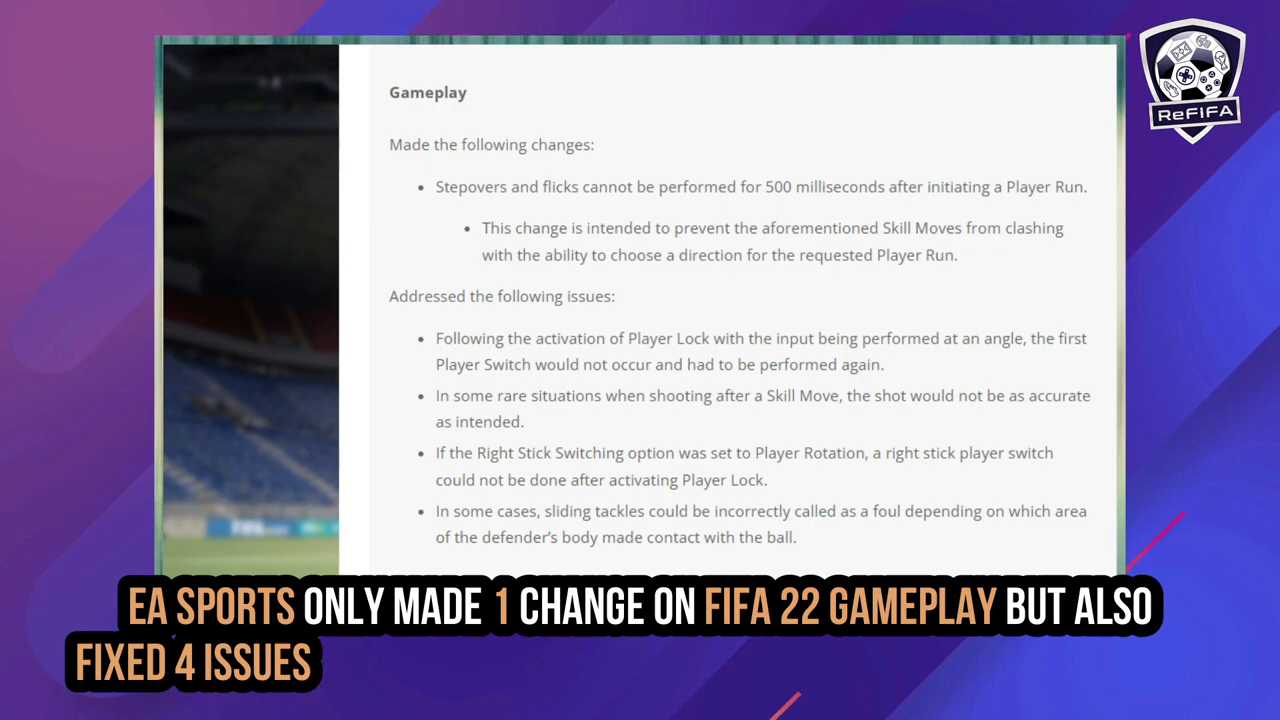 Gameplay
Made the following changes:
• Stepovers and flicks cannot be performed for 500 milliseconds after initiating a Player Run.
• This change is intended to prevent the aforementioned Skill Moves from clashing
with the ability to choose a direction for the requested Player Run.
Addressed the following issues:
• Following the activation of Player Lock with the input being performed at an angle, the first
Player Switch would not occur and had to be performed again.
• In some rare situations when shooting after a Skill Move, the shot would not be as accurate
as intended.
• If the Right Stick Switching option was set to Player Rotation, a right stick player switch
could not be done after activating Player Lock.
• In some cases, sliding tackles could be incorrectly called as a foul depending on which area
of the defender’s body made contact with the ball.
ReFIFA
EA SPORTS ONLY MADE 1 CHANGE ON FIFA 22 GAMEPLAY BUT ALSO
FIXED 4 ISSUES